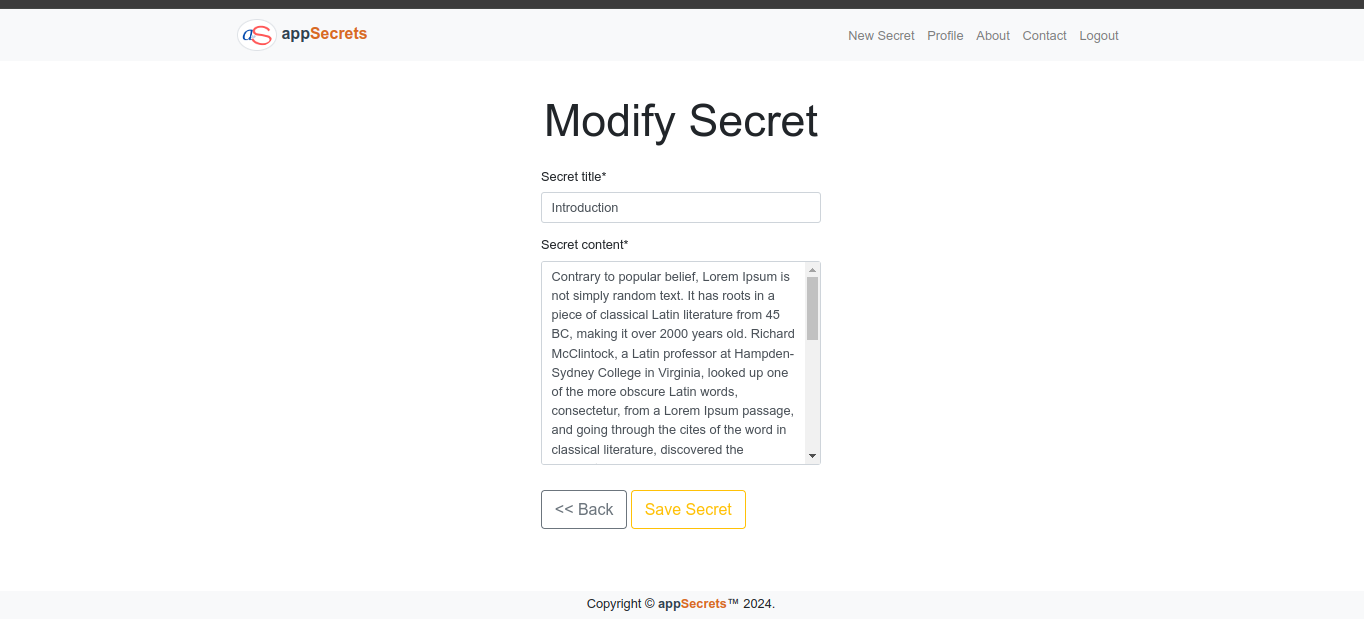 aS appSecrets New Secret Profile About Contact Logout
Modify Secret
Secret title*
Introduction
Secret content*
Contrary to popular belief, Lorem Ipsum is
not simply random text. It has roots in a
piece of classical Latin literature from 45
BC, making it over 2000 years old. Richard
McClintock, a Latin professor at Hampden-
Sydney College in Virginia, looked up one
of the more obscure Latin words,
consectetur, from a Lorem Ipsum passage,
and going through the cites of the word in
classical literature, discovered the
<< Back Save Secret
Copyright © appSecrets™ 2024.